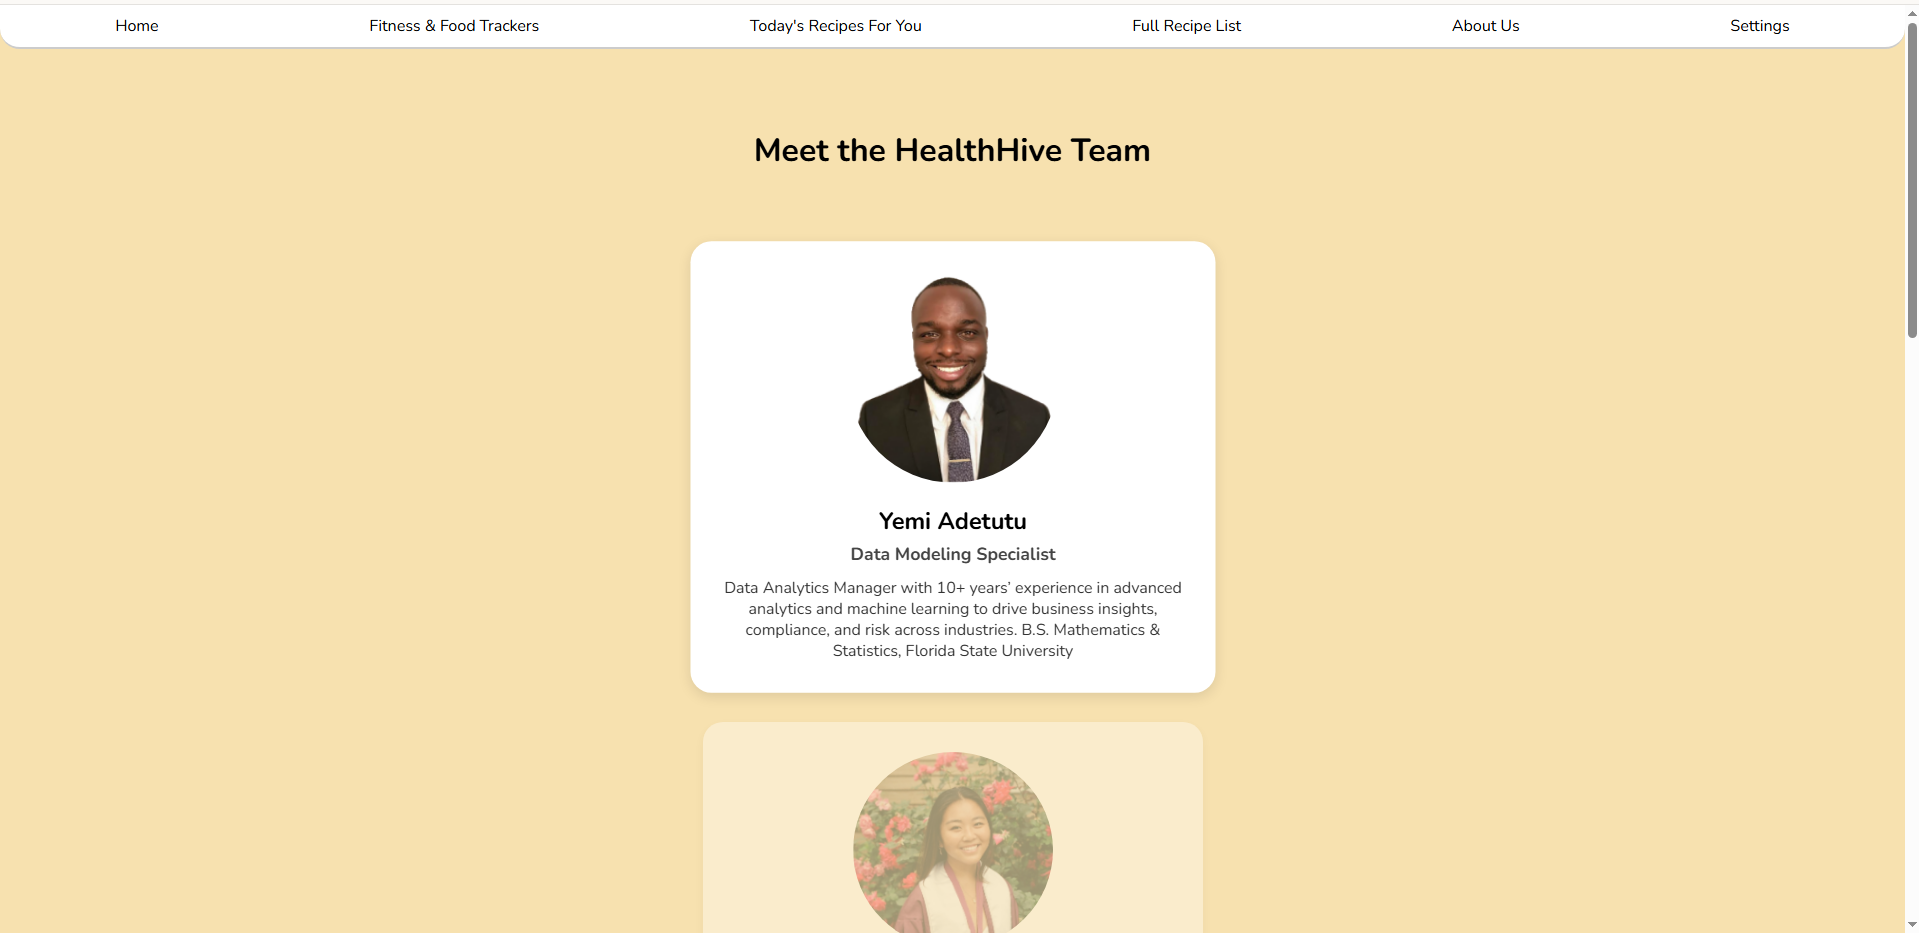 Home
Fitness & Food Trackers
Today's Recipes For You
Full Recipe List
About Us
Settings
Meet the HealthHive Team
Yemi Adetutu
Data Modeling Specialist
Data Analytics Manager with 10+ years’ experience in advanced
analytics and machine learning to drive business insights,
compliance, and risk across industries. B.S. Mathematics &
Statistics, Florida State University